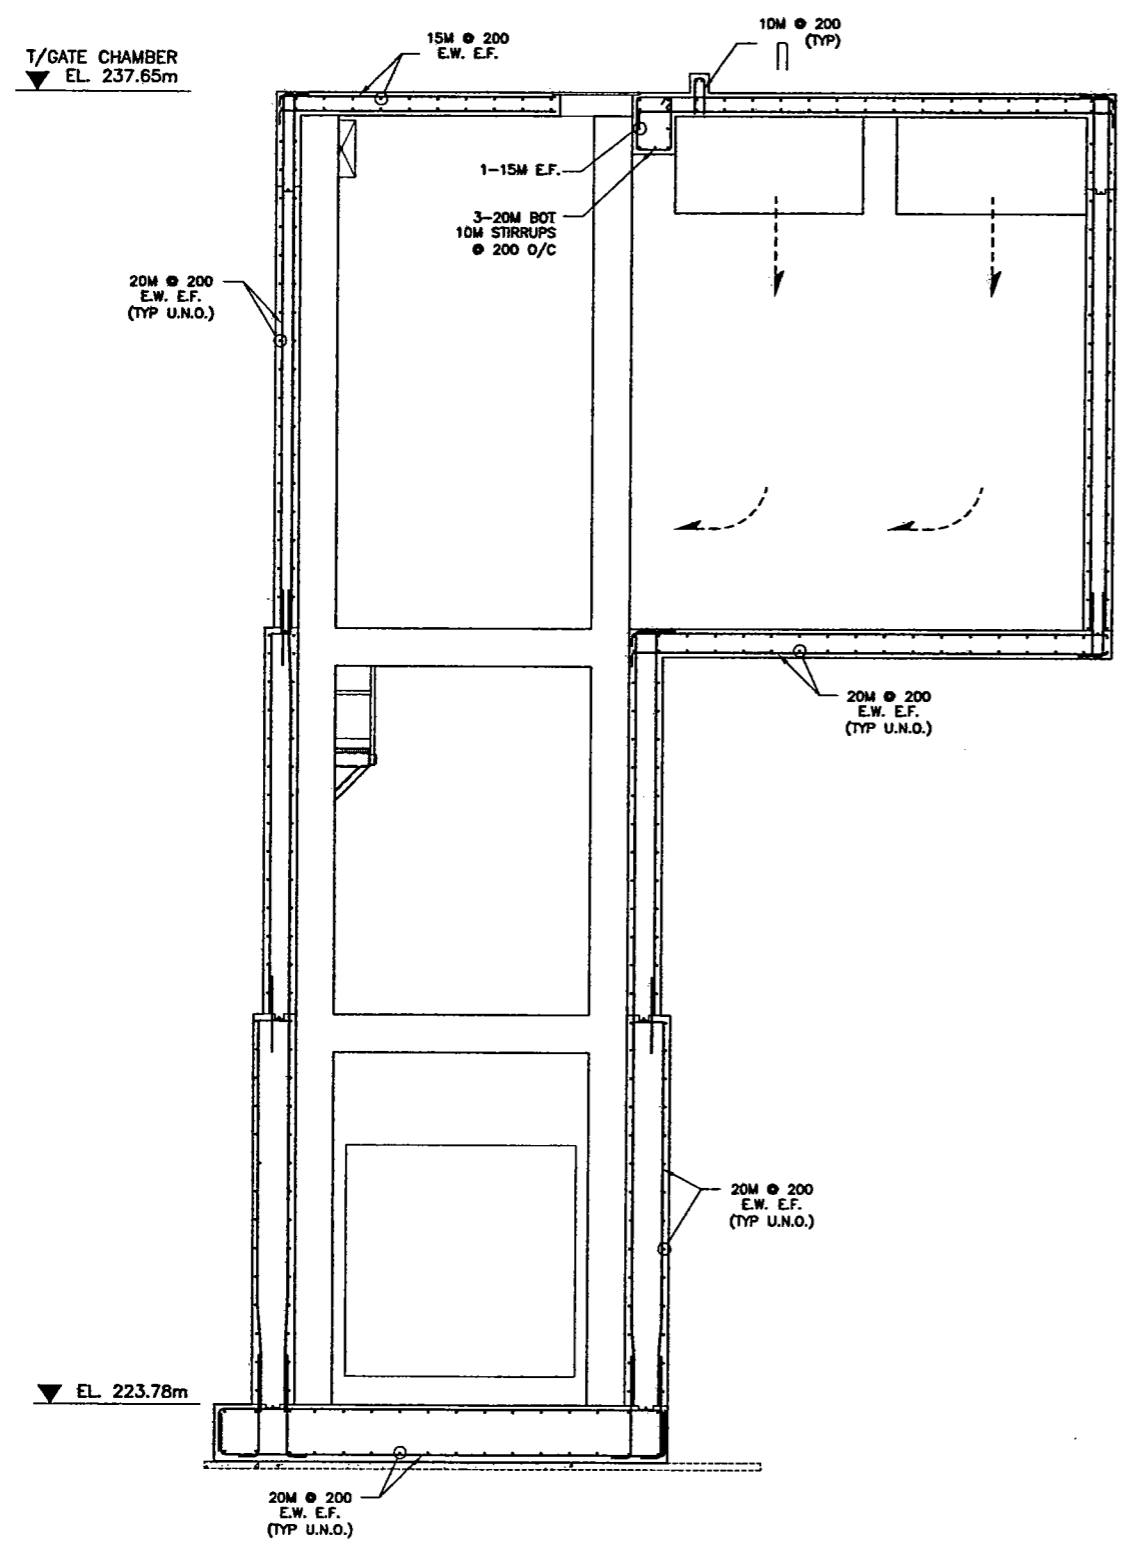 10M @ 200
(TYP)
15M @ 200
E.W. E.F.
T/GATE CHAMBER
EL. 237.65m
1-15M E.F.
3-20M BOT
10M STIRRUPS
@ 200 O/C
20M @ 200
E.W. E.F.
(TYP U.N.O.)
20M @ 200
E.W. E.F.
(TYP U.N.O.)
20M @ 200
E.W. E.F.
(TYP U.N.O.)
EL. 223.78m
20M @ 200
E.W. E.F.
(TYP U.N.O.)